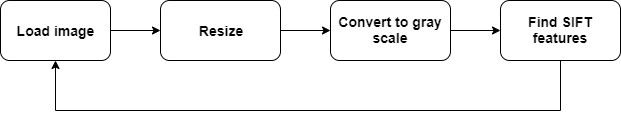 Load image
Resize
Convert to gray
scale
Find SIFT
features